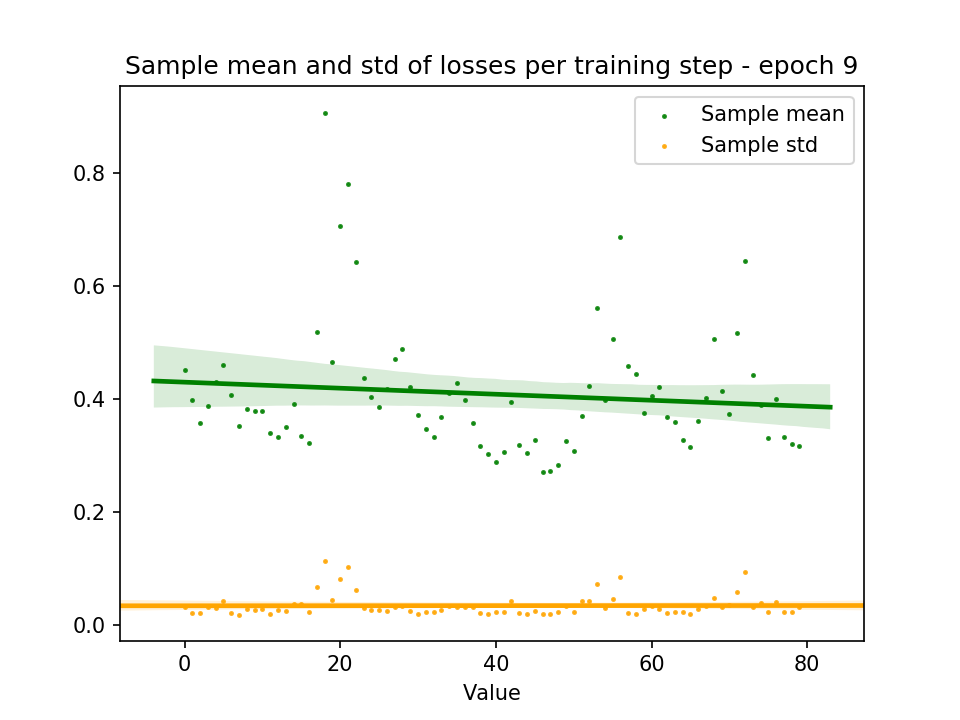 Sample mean and std of losses per training step - epoch 9
Sample mean
Sample std
0.8
0.6
0.4
0.2
0.0
0 20 40 60 80
Value